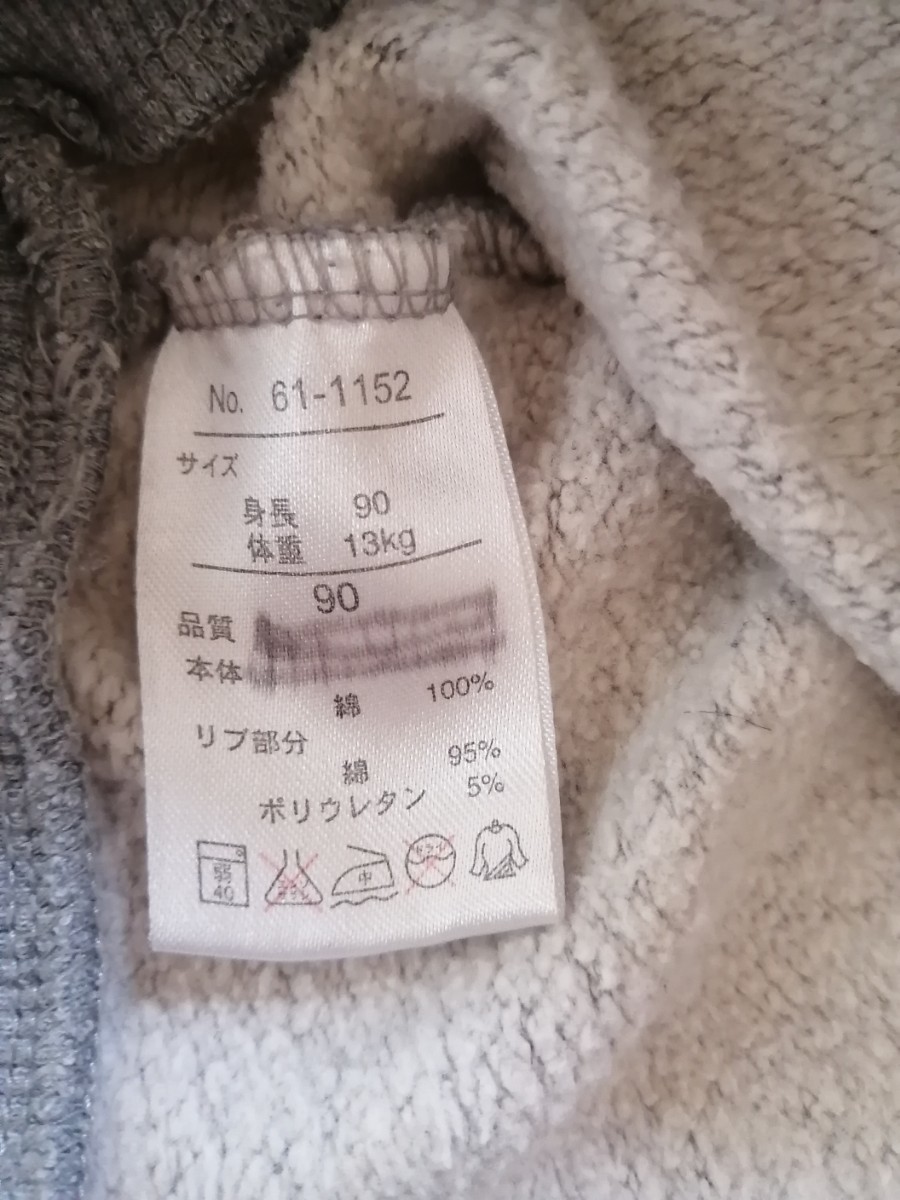 No. 61-1152
サイズ
身長 90
体重 13kg
90
品質
本体
綿 100%
リブ部分
綿 95%
ポリウレタン 5%
弱
40
中